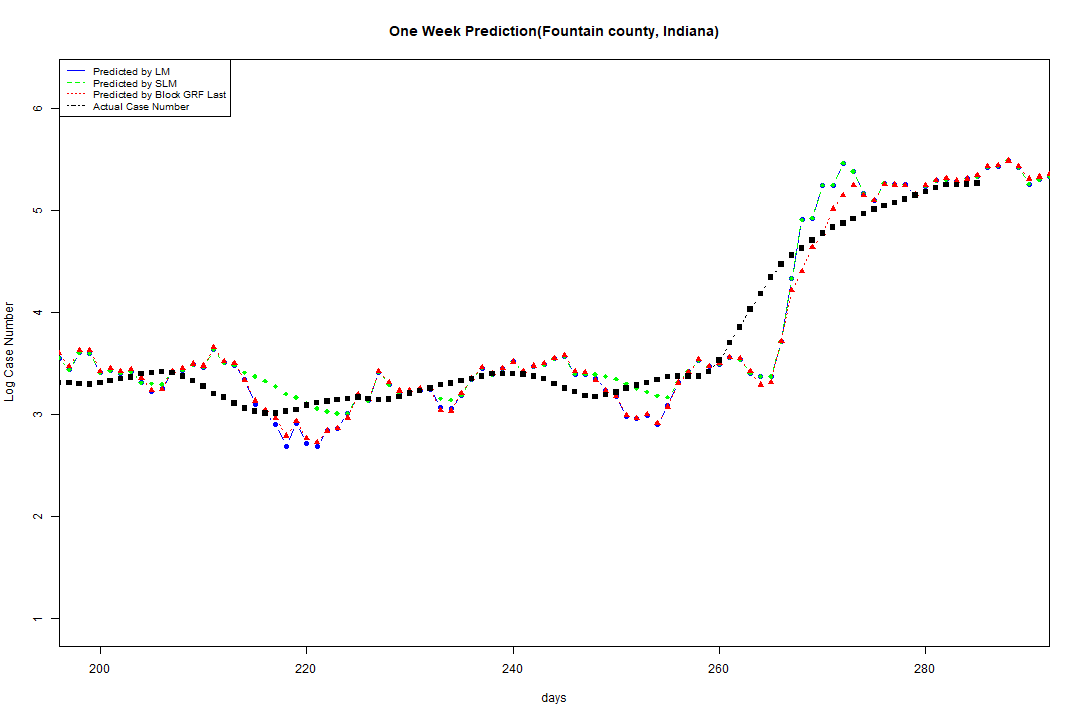 One Week Prediction(Fountain county, Indiana)
Predicted by LM
Predicted by SLM
Predicted by Block GRF Last
Actual Case Number
6
5
4
3
2
1
Log Case Number
200 220 240 260 280
days